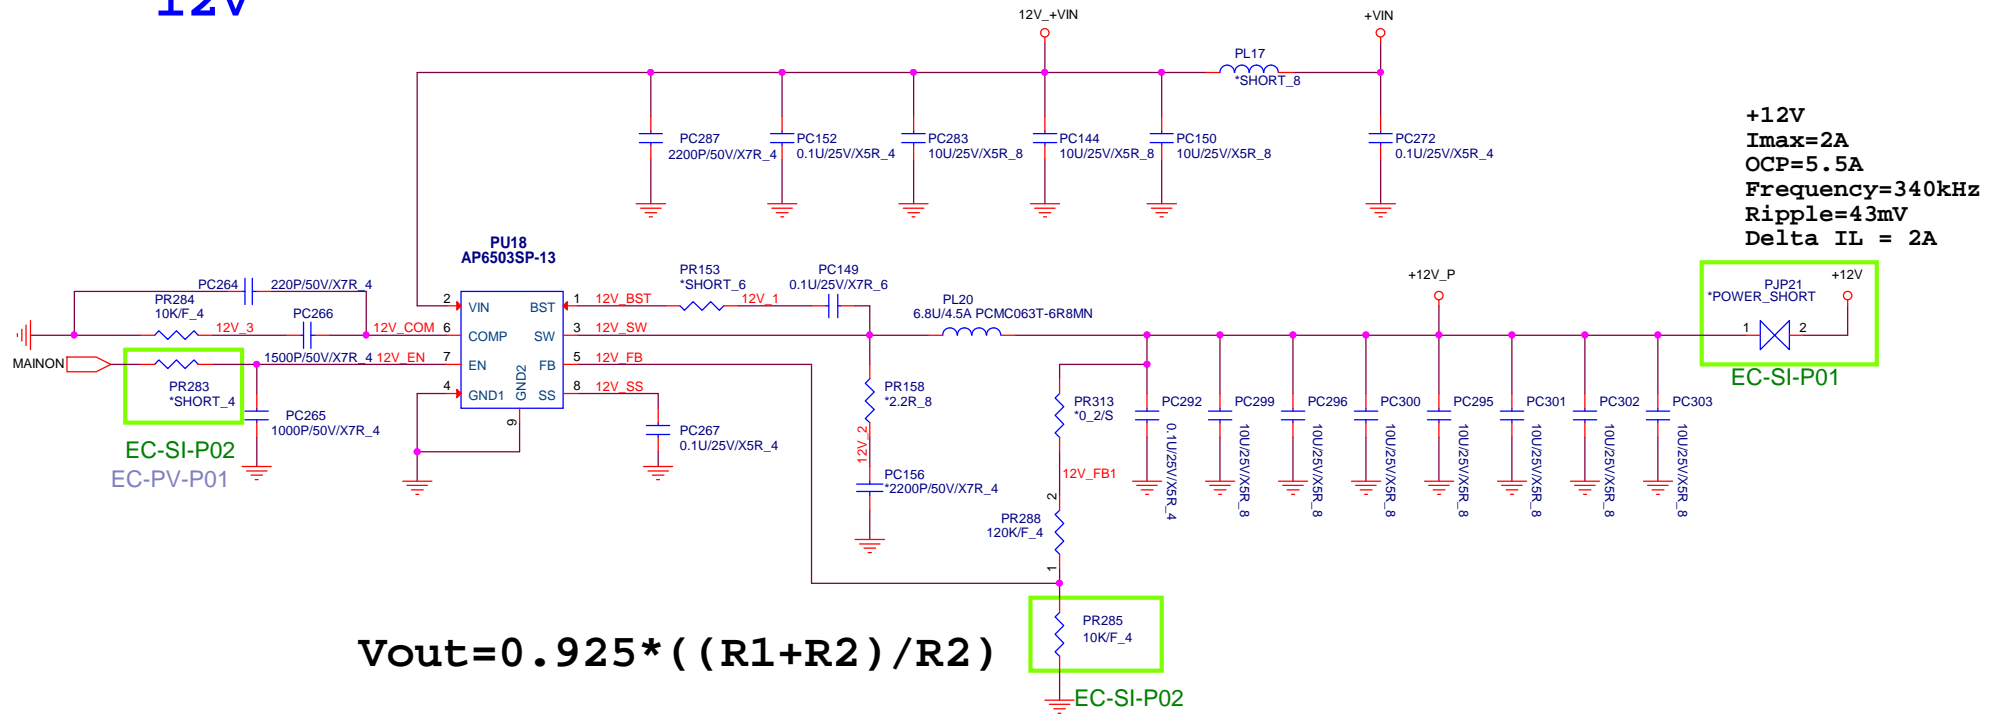 12V
12V_+VIN
+VIN
PL17
*SHORT_8
PC287
2200P/50V/X7R_4
PC152
0.1U/25V/X5R_4
PC283
10U/25V/X5R_8
PC144
10U/25V/X5R_8
PC150
10U/25V/X5R_8
PC272
0.1U/25V/X5R_4
+12V
Imax=2A
OCP=5.5A
Frequency=340kHz
Ripple=43mV
Delta IL = 2A
PU18
AP6503SP-13
PC264
220P/50V/X7R_4
PR284
10K/F_4
12V_3
PC266
1500P/50V/X7R_4
12V_COM
12V_EN
MAINON
PR283
*SHORT_4
EC-SI-P02
EC-PV-P01
PC265
1000P/50V/X7R_4
2
VIN
6
COMP
7
EN
4
GND1
GND2
9
BST
1
SW
3
FB
5
SS
8
12V_BST
12V_SW
12V_FB
12V_SS
PC267
0.1U/25V/X5R_4
PR153
*SHORT_6
12V_1
PC149
0.1U/25V/X7R_6
PL20
6.8U/4.5A PCMC063T-6R8MN
PR158
*2.2R_8
12V_2
PC156
*2200P/50V/X7R_4
+12V_P
PJP21
*POWER_SHORT
1
2
+12V
EC-SI-P01
PR313
*0_2/S
12V_FB1
2
PR288
120K/F_4
1
PC292
0.1U/25V/X5R_4
PC299
10U/25V/X5R_8
PC296
10U/25V/X5R_8
PC300
10U/25V/X5R_8
PC295
10U/25V/X5R_8
PC301
10U/25V/X5R_8
PC302
10U/25V/X5R_8
PC303
10U/25V/X5R_8
PR285
10K/F_4
EC-SI-P02
Vout=0.925*((R1+R2)/R2)